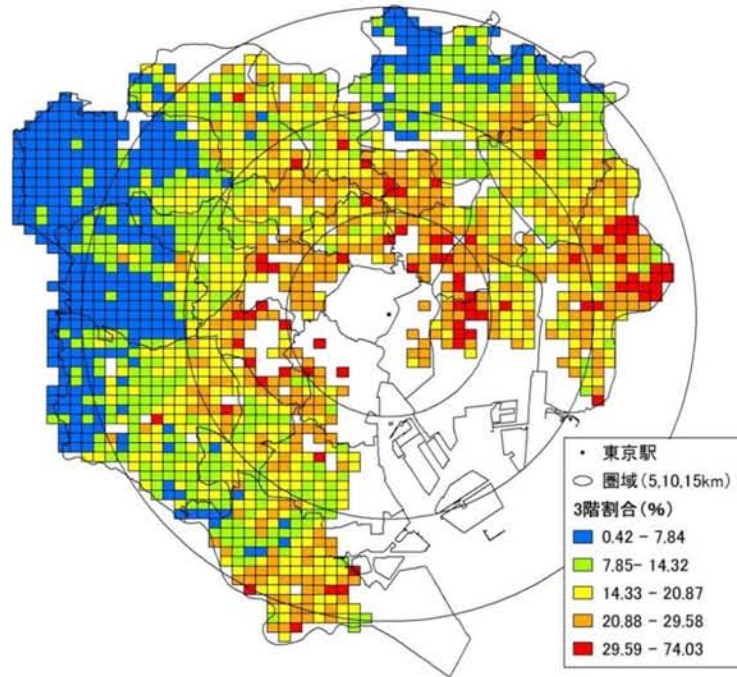 東京駅
圏域(5,10,15km)
3階割合(%)
0.42 - 7.84
7.85- 14.32
14.33 - 20.87
20.88 - 29.58
29.59 - 74.03